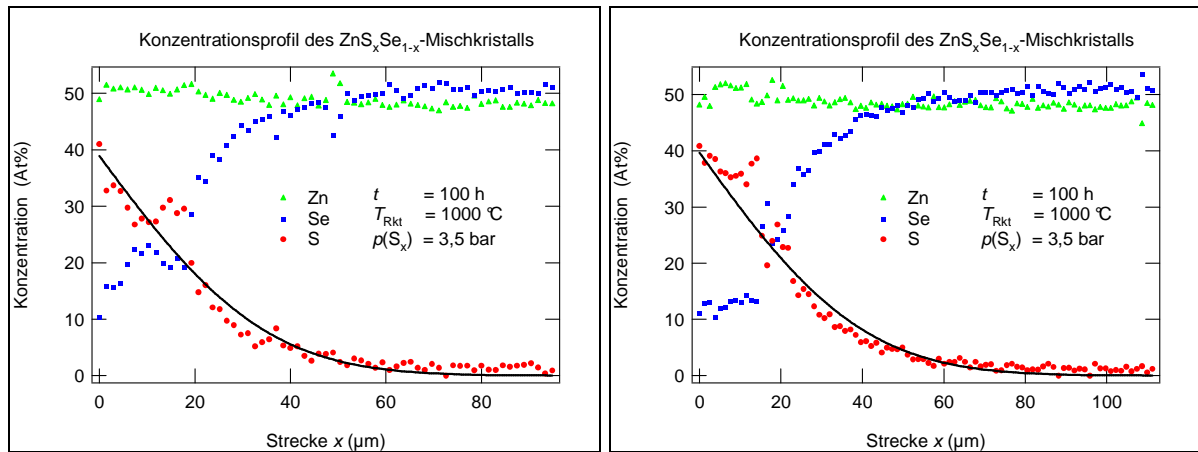 Konzentrationsprofil des ZnSₓSe₁₋ₓ-Mischkristalls
Konzentration (At%)
50
40
30
20
10
0
Zn
Se
S
t = 100 h
T_Rkt = 1000 °C
p(Sₓ) = 3,5 bar
0 20 40 60 80
Strecke x (µm)
Konzentrationsprofil des ZnSₓSe₁₋ₓ-Mischkristalls
Konzentration (At%)
50
40
30
20
10
0
Zn
Se
S
t = 100 h
T_Rkt = 1000 °C
p(Sₓ) = 3,5 bar
0 20 40 60 80 100
Strecke x (µm)